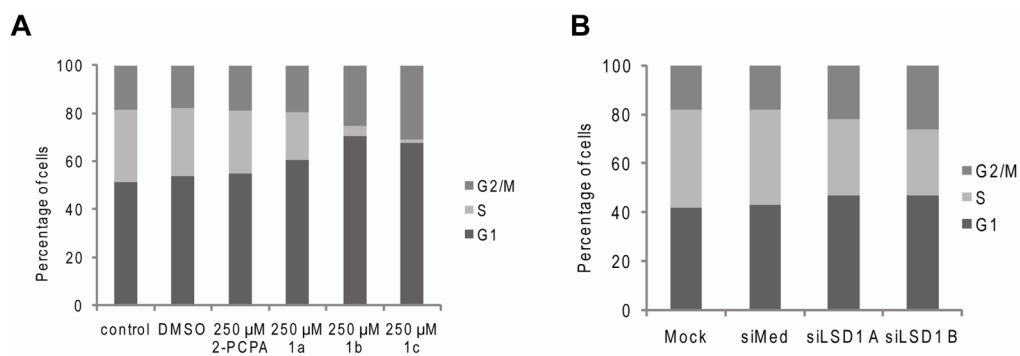 A
B
Percentage of cells
100
80
60
40
20
0
control
DMSO
250 µM
2-PCPA
250 µM
1a
250 µM
1b
250 µM
1c
G2/M
S
G1
Percentage of cells
100
80
60
40
20
0
Mock
siMed
siLSD1 A
siLSD1 B
G2/M
S
G1